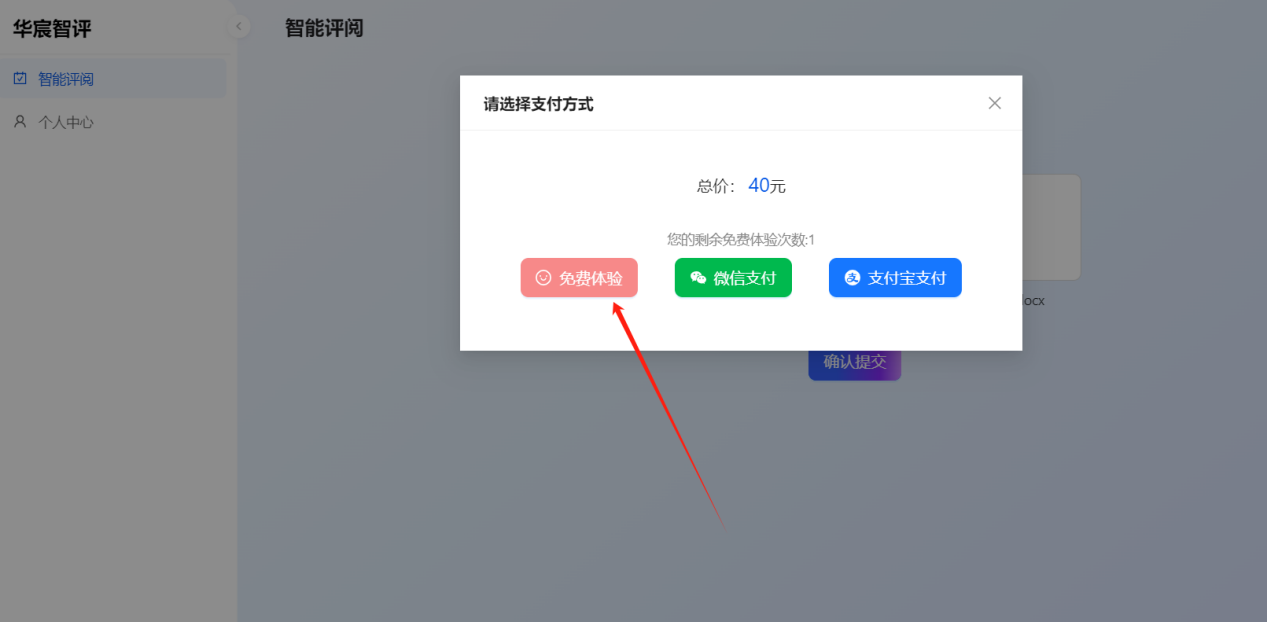 华宸智评
智能评阅
智能评阅
个人中心
请选择支付方式
总价： 40元
您的剩余免费体验次数:1
免费体验
微信支付
支付宝支付
ocx
确认提交